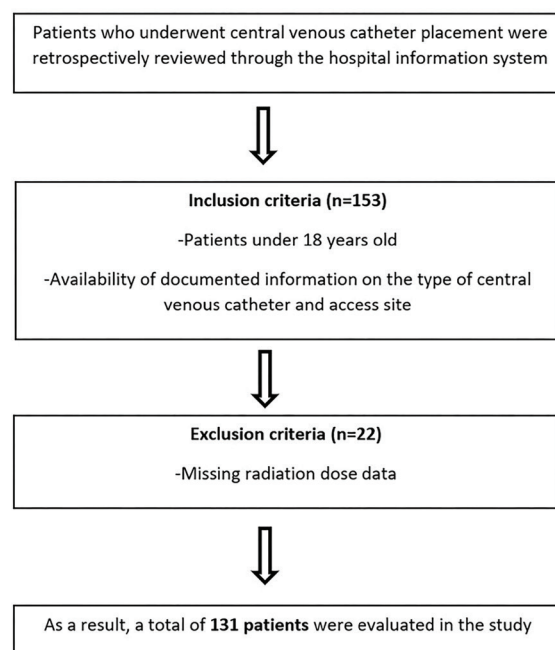 Patients who underwent central venous catheter placement were
retrospectively reviewed through the hospital information system
Inclusion criteria (n=153)
-Patients under 18 years old
-Availability of documented information on the type of central
venous catheter and access site
Exclusion criteria (n=22)
-Missing radiation dose data
As a result, a total of 131 patients were evaluated in the study